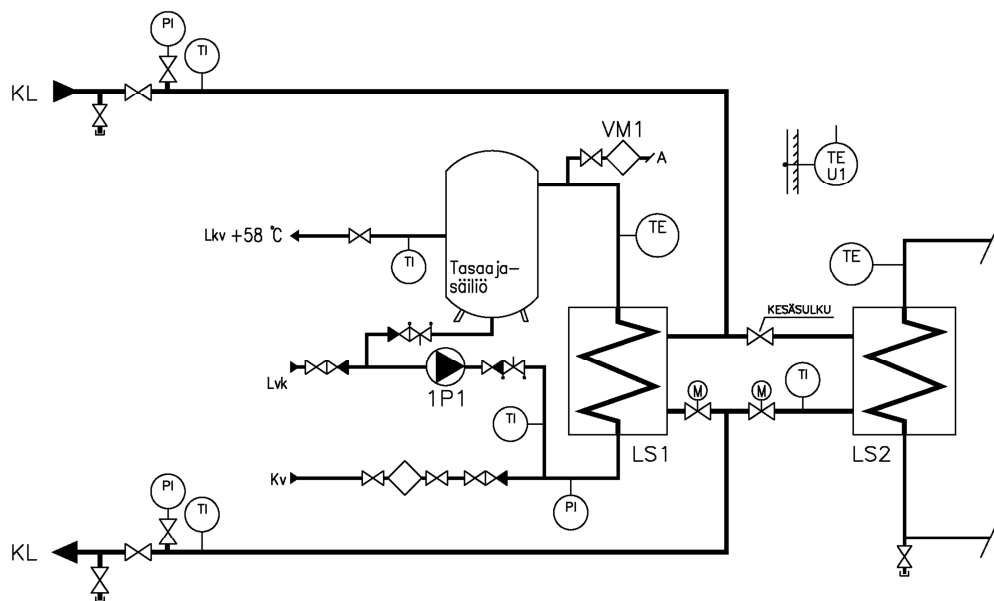 PI
TI
KL
VM1
A
TE
U1
Lkv +58 °C
TI
TE
TE
Tasaaja-
säiliö
KESÄSULKU
Lvk
1P1
M
M
TI
TI
LS1
LS2
Kv
PI
PI
TI
KL